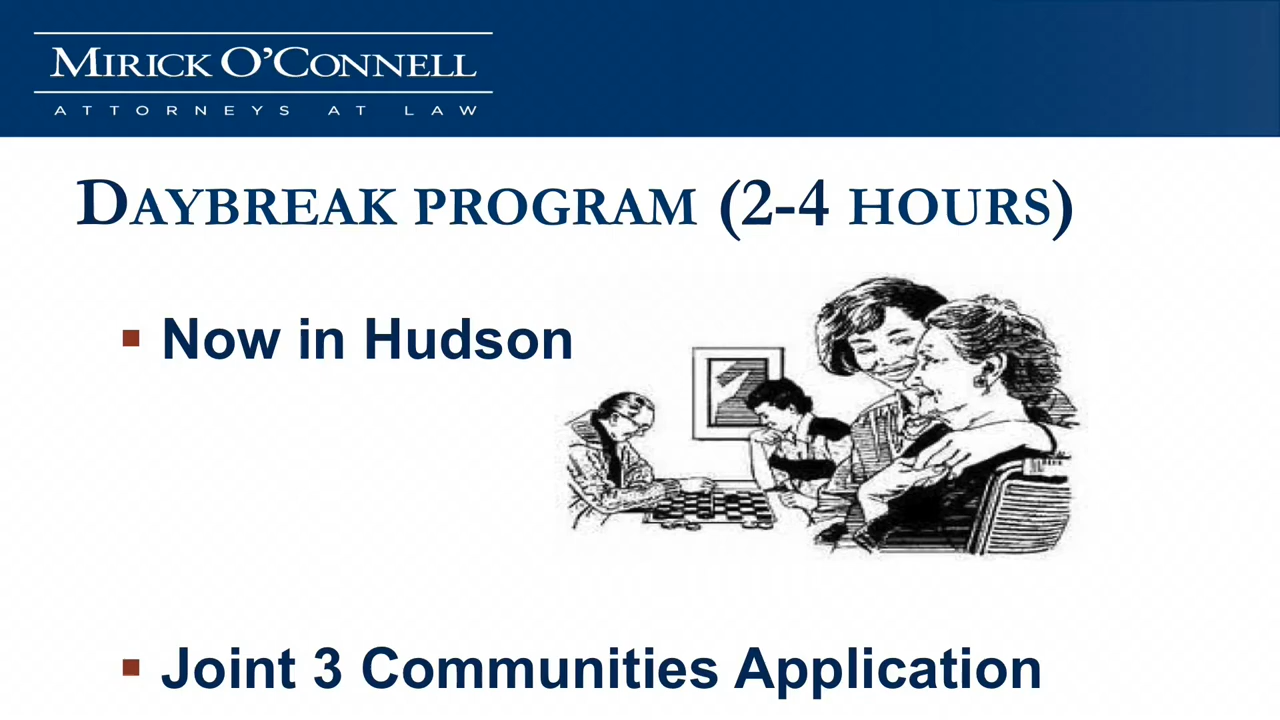 MIRICK O'CONNELL
ATTORNEYS AT LAW
DAYBREAK PROGRAM (2-4 HOURS)
Now in Hudson
Joint 3 Communities Application